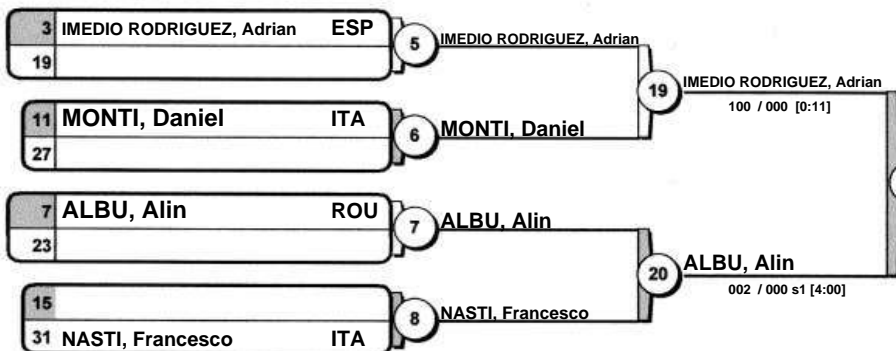 3 IMEDIO RODRIGUEZ, Adrian ESP
19
5 IMEDIO RODRIGUEZ, Adrian
11 MONTI, Daniel ITA
27
6 MONTI, Daniel
19 IMEDIO RODRIGUEZ, Adrian
100 / 000 [0:11]
7 ALBU, Alin ROU
23
7 ALBU, Alin
15
31 NASTI, Francesco ITA
8 NASTI, Francesco
20 ALBU, Alin
002 / 000 s1 [4:00]